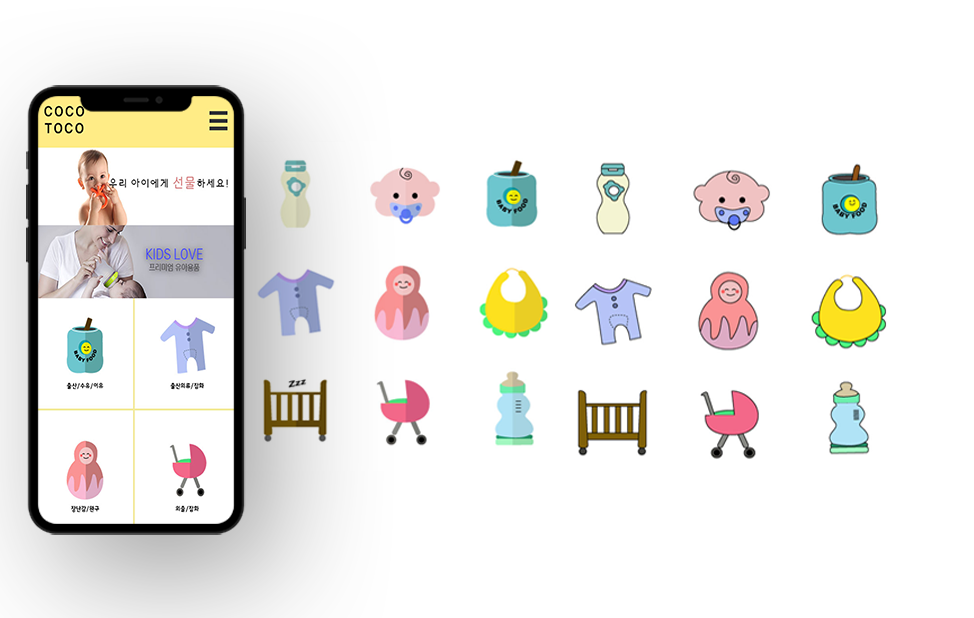 COCO
TOCO
우리 아이에게 선물하세요!
KIDS LOVE
프리미엄 유아용품
BABY FOOD
출산/수유/이유
출산의류/잡화
장난감/완구
외출/잡화
BABY FOOD
BABY FOOD
Zzz